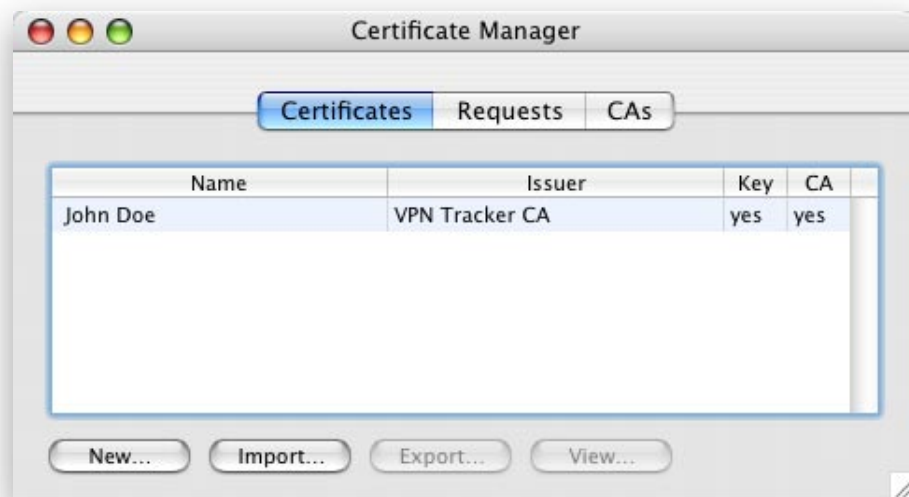 Certificate Manager
Certificates Requests CAs
Name Issuer Key CA
John Doe VPN Tracker CA yes yes
New... Import... Export... View...